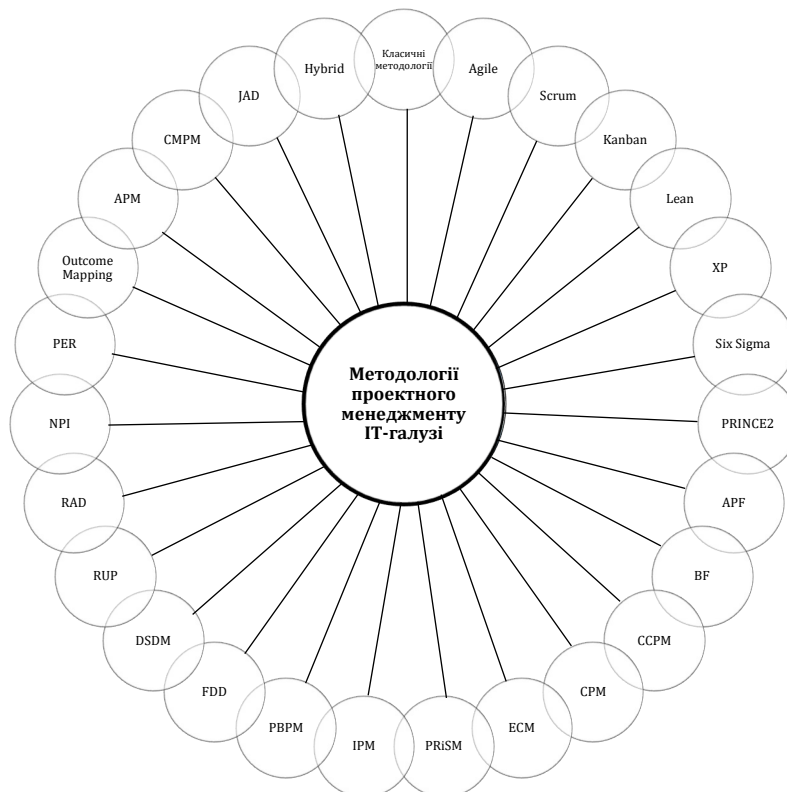 Класичні
методології
Agile
Scrum
Kanban
Lean
XP
Six Sigma
PRINCE2
APF
BF
CCPM
CPM
ECM
PRiSM
IPM
PBPM
FDD
DSDM
RUP
RAD
NPI
PER
Outcome
Mapping
APM
CMPM
JAD
Hybrid
Методології
проектного
менеджменту
ІТ-галузі